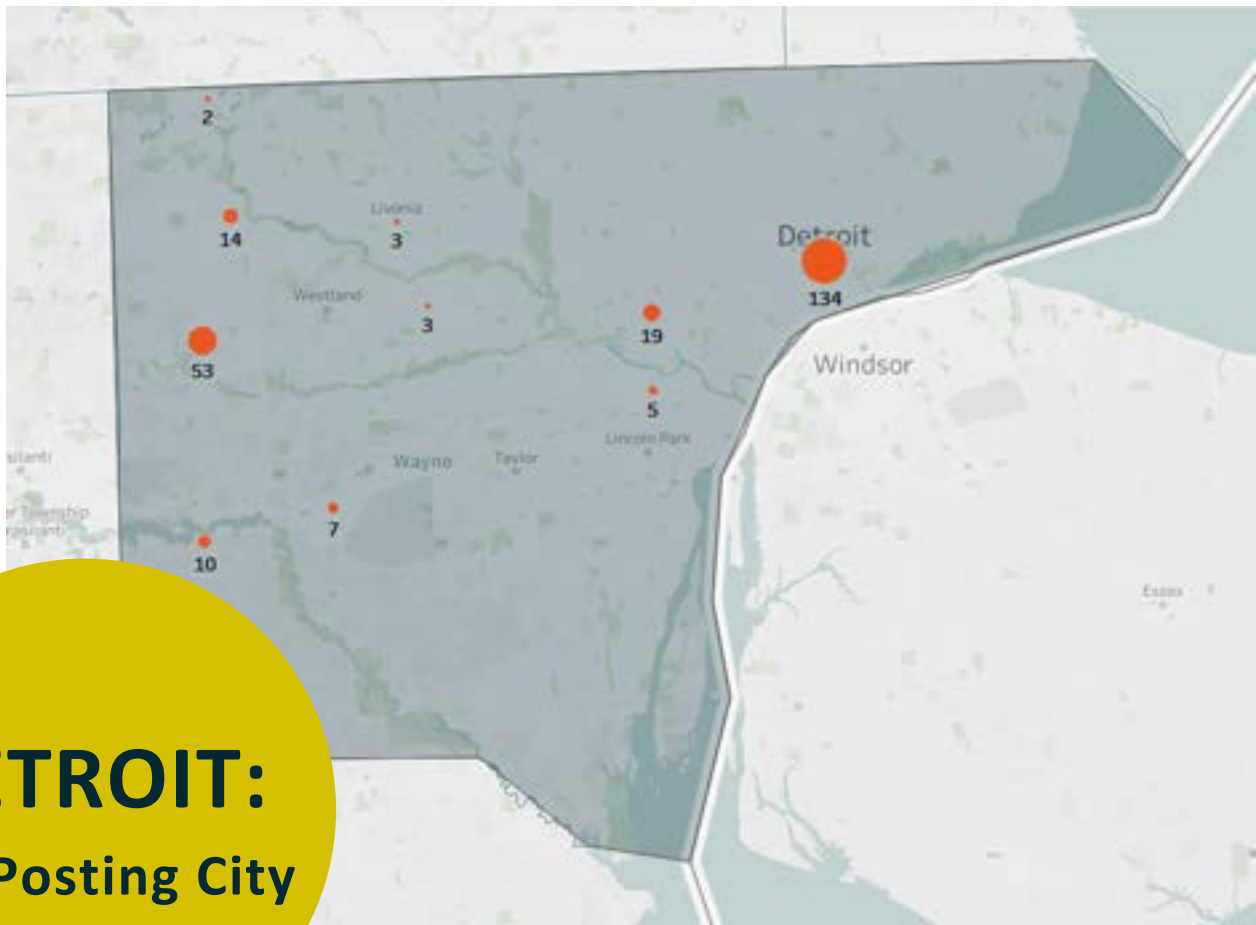 2
Livonia
14
3
Detroit
Westland
134
3
19
53
Windsor
5
Lincoln Park
Wayne
Taylor
7
10
Essex
ETROIT:
Posting City